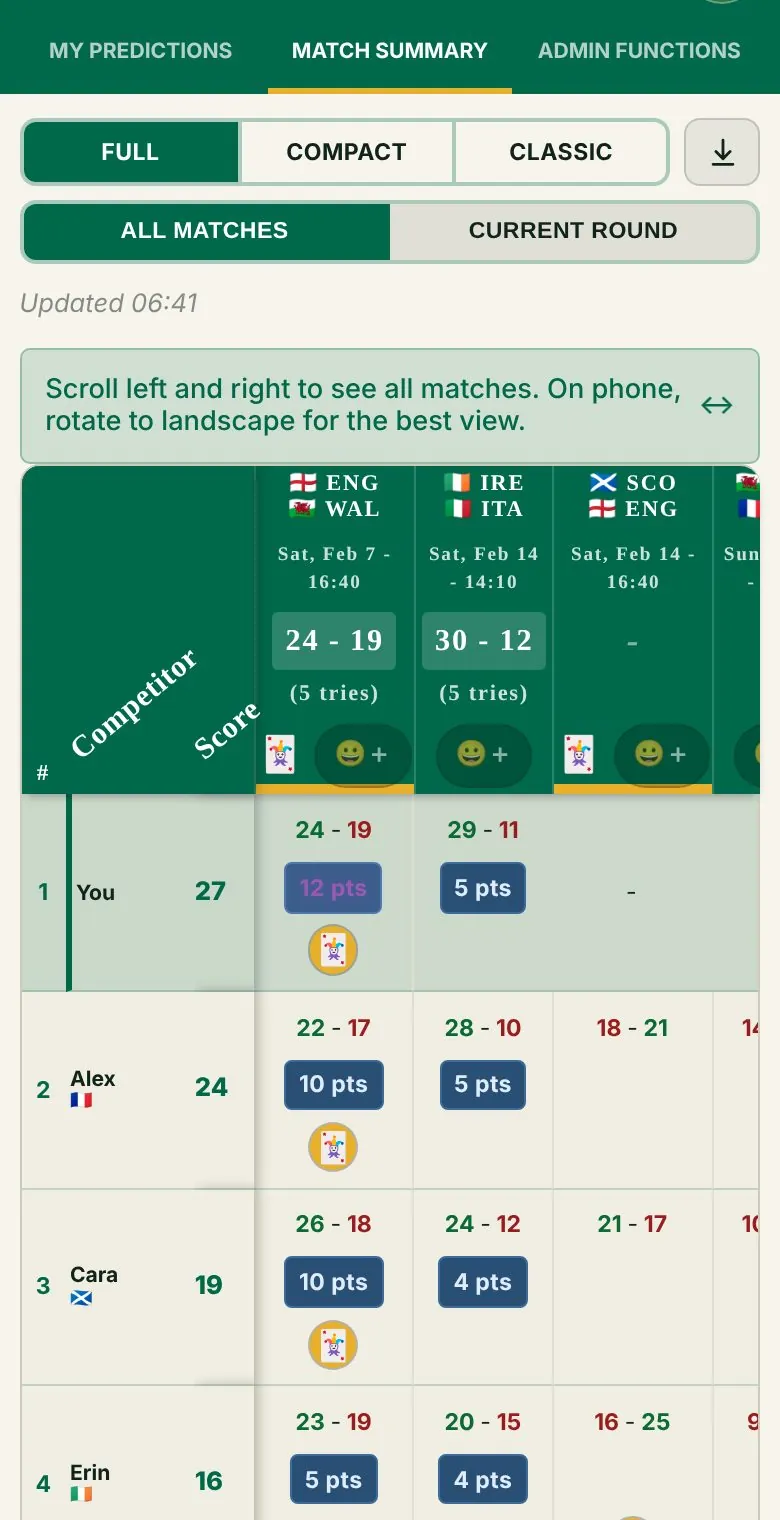 MY PREDICTIONS MATCH SUMMARY ADMIN FUNCTIONS
FULL COMPACT CLASSIC
ALL MATCHES CURRENT ROUND
Updated 06:41
Scroll left and right to see all matches. On phone,
rotate to landscape for the best view.
# Competitor Score
ENG
WAL
Sat, Feb 7 -
16:40
24 - 19
(5 tries)
+
IRE
ITA
Sat, Feb 14
- 14:10
30 - 12
(5 tries)
+
SCO
ENG
Sat, Feb 14 -
16:40
-
+
Sun
-
1 You 27
24 - 19
12 pts
29 - 11
5 pts
-
2 Alex 24
22 - 17
10 pts
28 - 10
5 pts
18 - 21
14
3 Cara 19
26 - 18
10 pts
24 - 12
4 pts
21 - 17
10
4 Erin 16
23 - 19
5 pts
20 - 15
4 pts
16 - 25
9